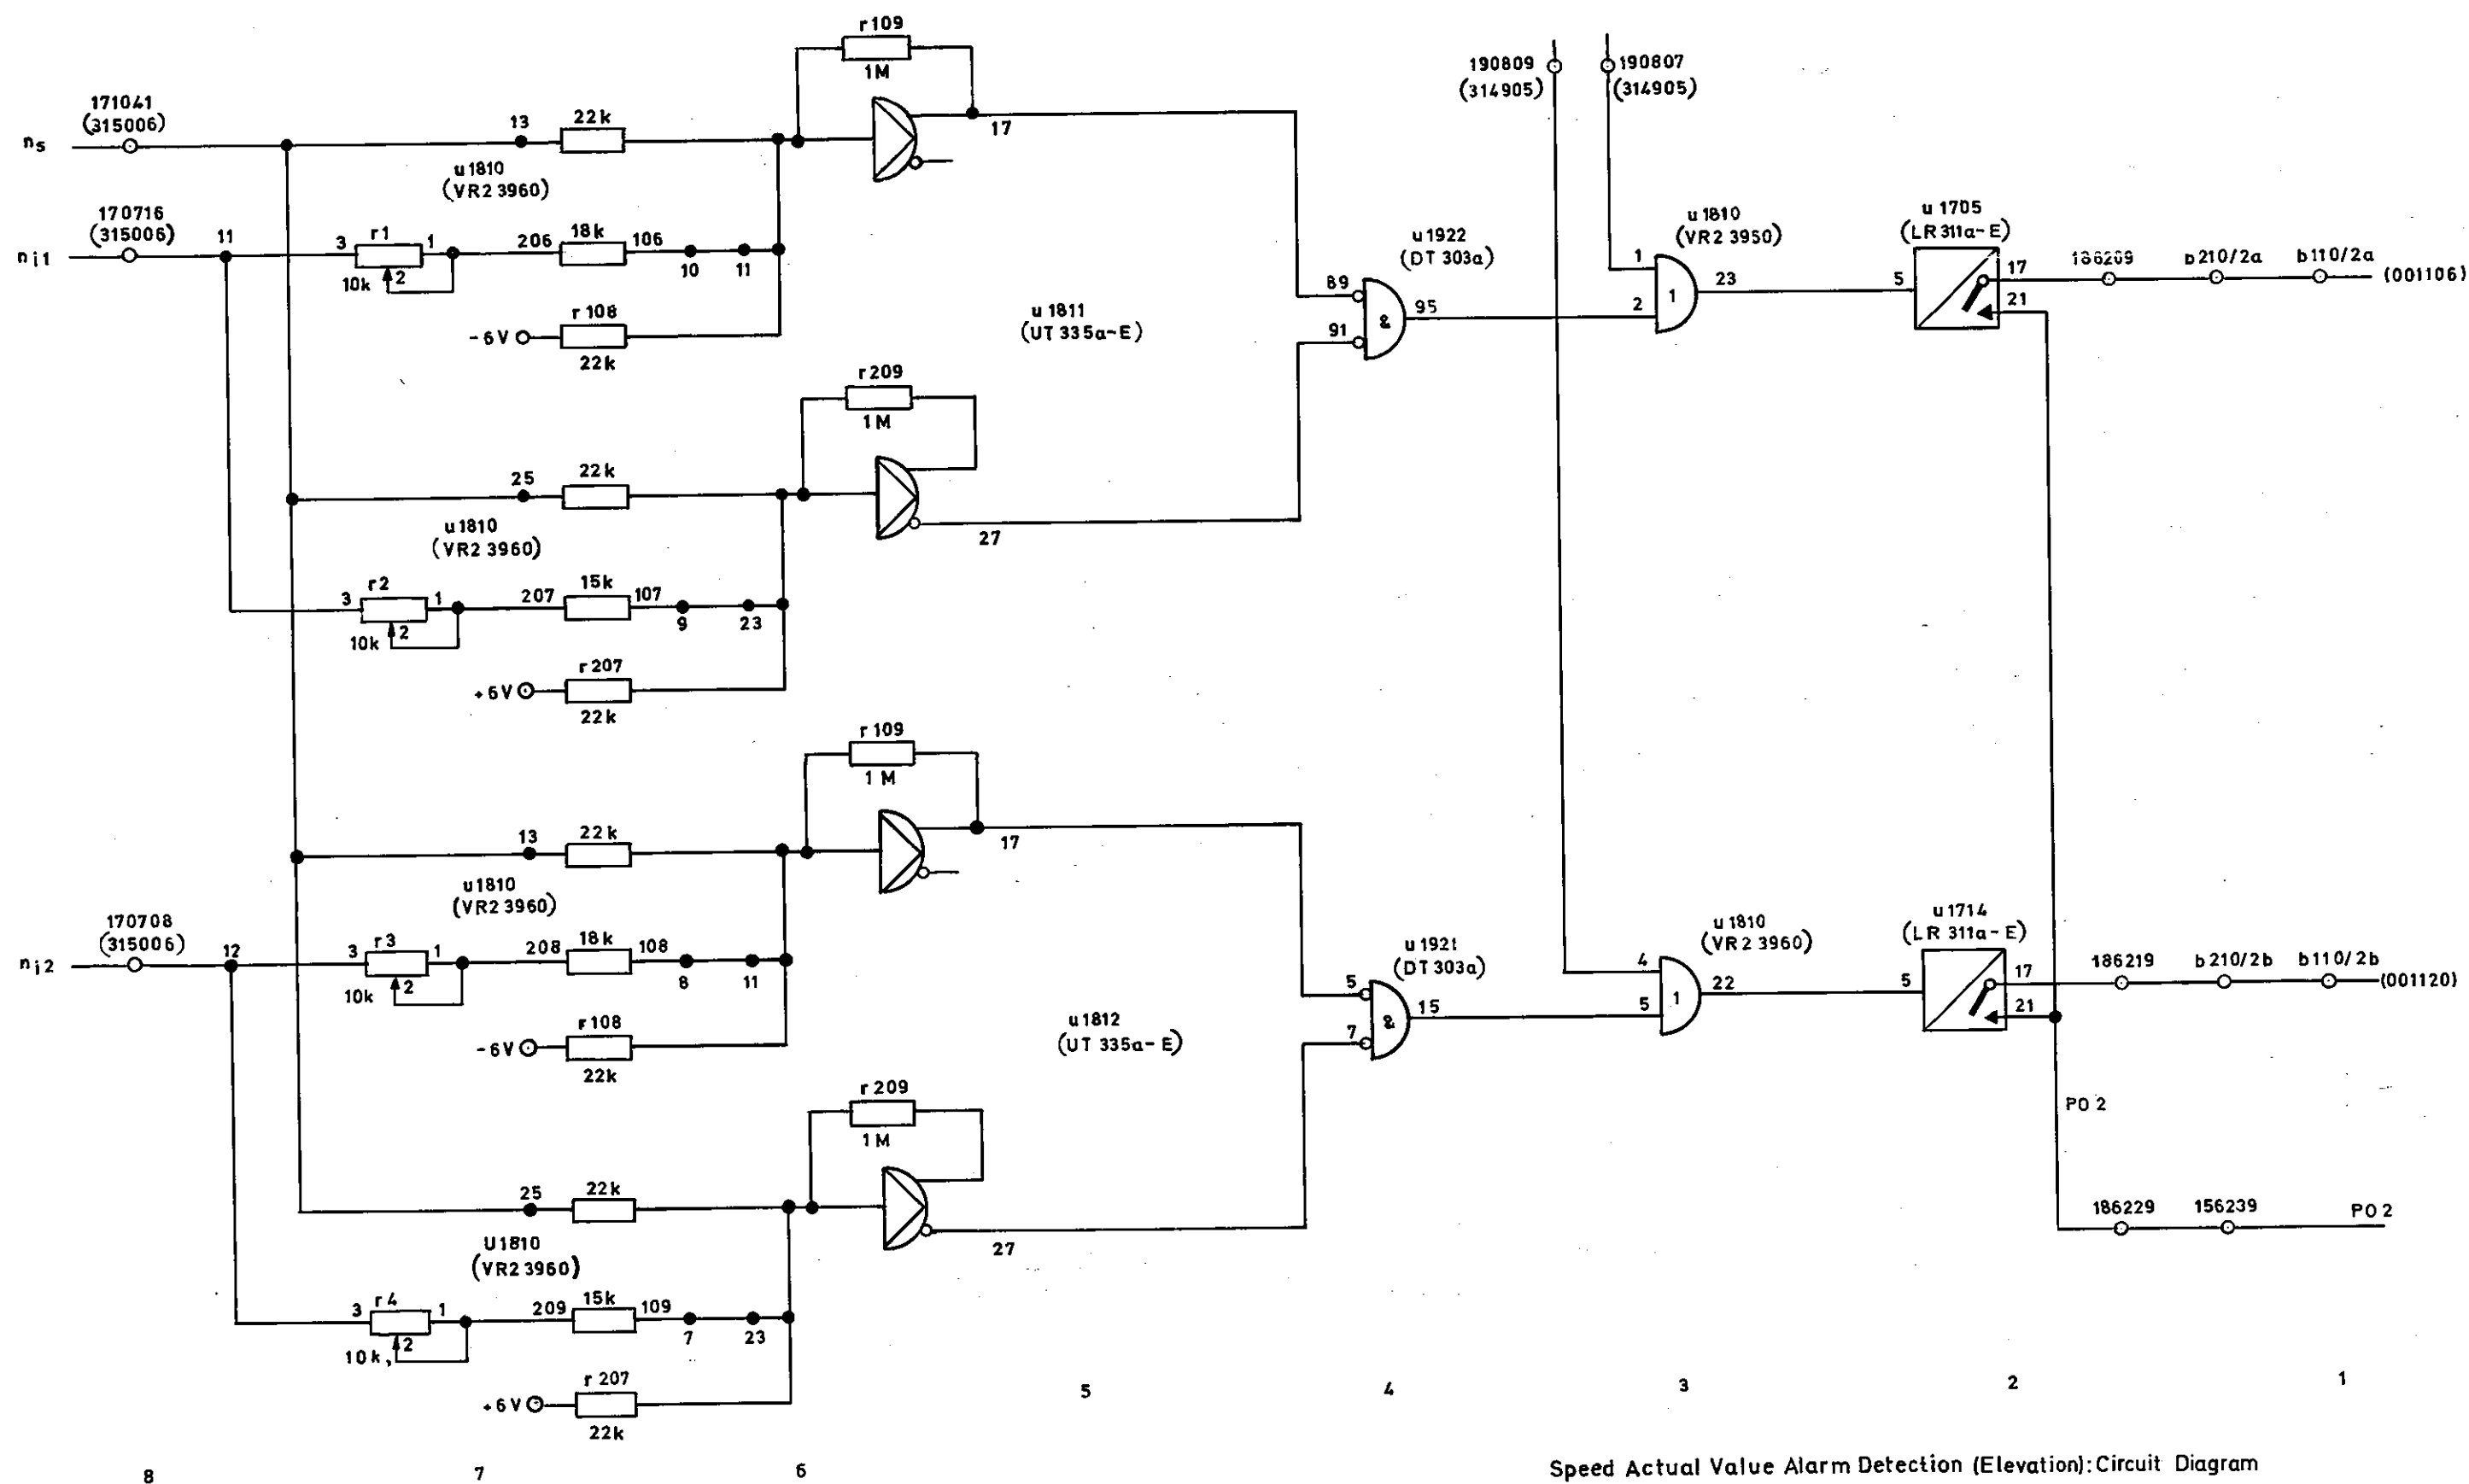 r109
1M
190809
(314905)
190807
(314905)
171041
(315006)
n_s
13
22k
17
u1810
(VR2 3960)
170716
(315006)
n_i1
11
3
r1
1
10k
2
206
18k
106
10
11
r108
-6V
22k
u1811
(UT 335a-E)
u1922
(DT 303a)
89
91
&
95
u1810
(VR2 3950)
1
2
1
23
u1705
(LR 311a-E)
5
17
21
186209
b210/2a
b110/2a
(001106)
r209
1M
25
22k
27
u1810
(VR2 3960)
3
r2
1
10k
2
207
15k
107
9
23
r207
+6V
22k
r109
1M
13
22k
17
u1810
(VR2 3960)
170708
(315006)
n_i2
12
3
r3
1
10k
2
208
18k
108
8
11
r108
-6V
22k
u1812
(UT 335a-E)
u1921
(DT 303a)
5
7
&
15
u1810
(VR2 3960)
4
5
1
22
u1714
(LR 311a-E)
5
17
21
186219
b210/2b
b110/2b
(001120)
PO 2
r209
1M
25
22k
27
U1810
(VR2 3960)
3
r4
1
10k,
2
209
15k
109
7
23
r207
+6V
22k
186229
156239
PO 2
8
7
6
5
4
3
2
1
Speed Actual Value Alarm Detection (Elevation): Circuit Diagram